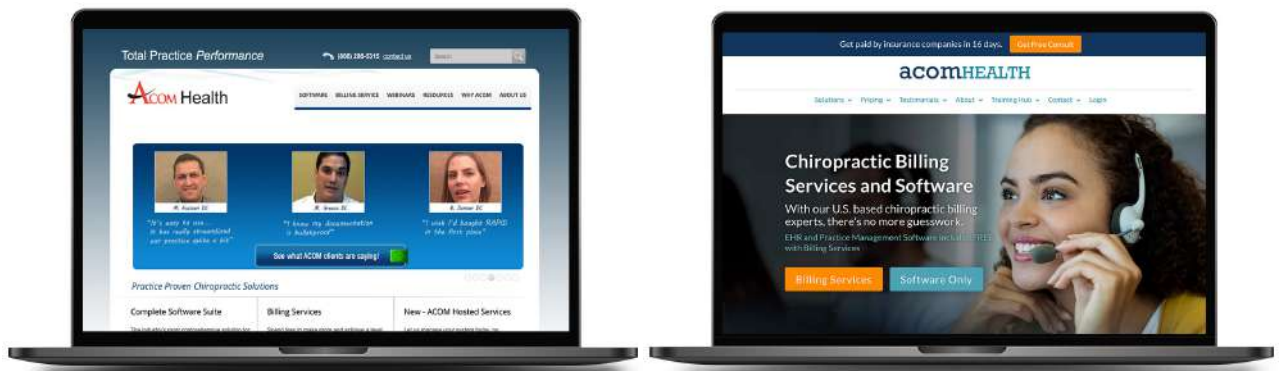 Total Practice Performance
contact us
Search
ACOM Health
SOFTWARE BILLING SERVICE WEBINARS RESOURCES WHY ACOM ABOUT US
"It's easy to use...
It has really streamlined
our practice quite a bit"
"I know my documentation
is bulletproof"
"I wish I'd bought RAPID
in the first place"
See what ACOM clients are saying!
Practice Proven Chiropractic Solutions
Complete Software Suite
Billing Services
New - ACOM Hosted Services
Get paid by insurance companies in 16 days.
Get Free Consult
acomHEALTH
Solutions Pricing Testimonials About Training Hub Contact Login
Chiropractic Billing
Services and Software
With our U.S. based chiropractic billing
experts, there's no more guesswork.
EHR and Practice Management Software included FREE
with Billing Services
Billing Services
Software Only